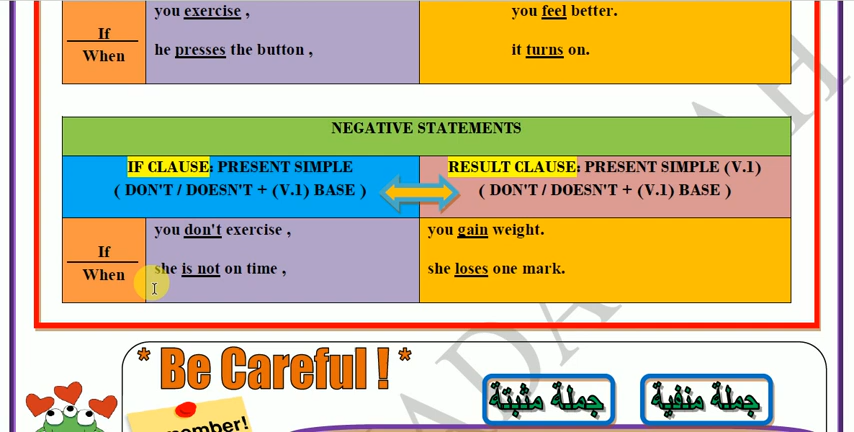 you exercise , you feel better.
If
he presses the button , it turns on.
When
NEGATIVE STATEMENTS
IF CLAUSE: PRESENT SIMPLE
( DON'T / DOESN'T + (V.1) BASE )
RESULT CLAUSE: PRESENT SIMPLE (V.1)
( DON'T / DOESN'T + (V.1) BASE )
If
When
you don't exercise , you gain weight.
she is not on time , she loses one mark.
* Be Careful ! *
جملة منفية
جملة مثبتة